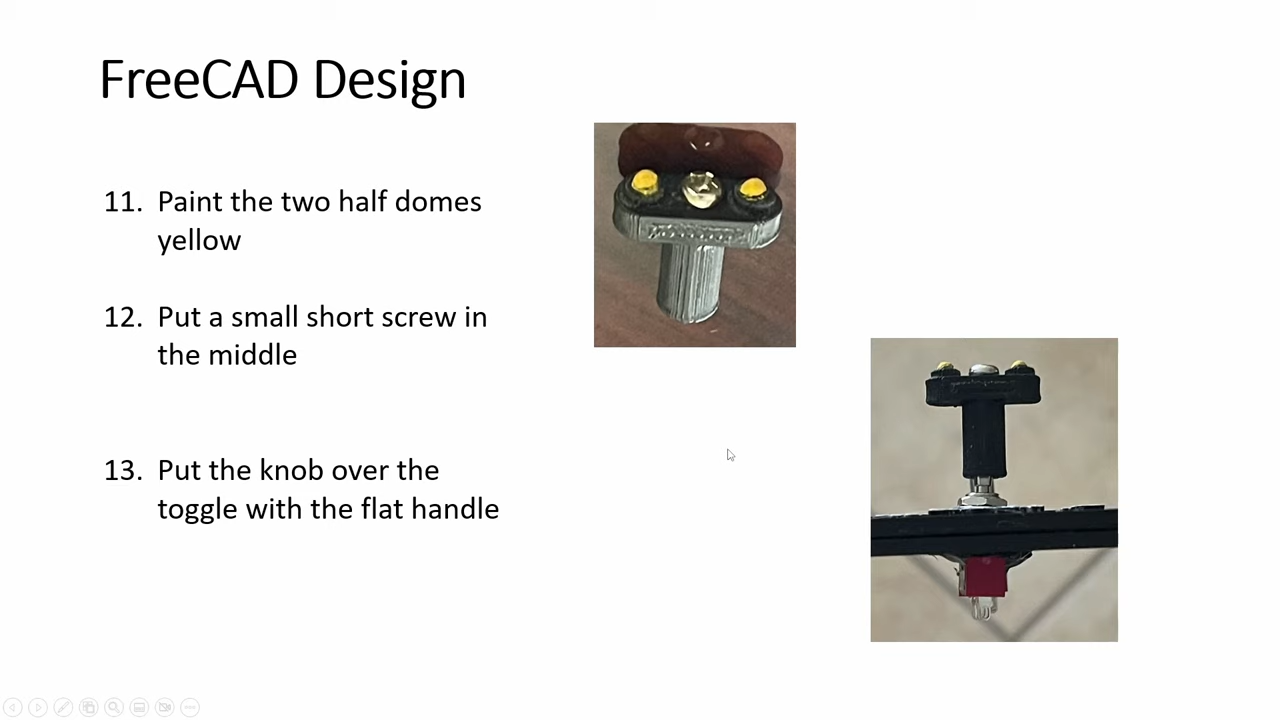 FreeCAD Design
11. Paint the two half domes
yellow
12. Put a small short screw in
the middle
13. Put the knob over the
toggle with the flat handle